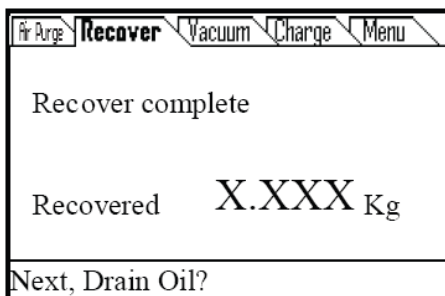 Air Purge Recover Vacuum Charge Menu
Recover complete
Recovered X.XXX Kg
Next, Drain Oil?